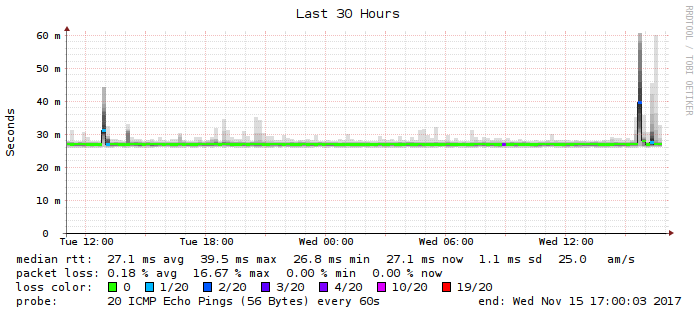 Last 30 Hours
RRDTOOL / TOBI OETIKER
Seconds
60 m
50 m
40 m
30 m
20 m
10 m
0
Tue 12:00 Tue 18:00 Wed 00:00 Wed 06:00 Wed 12:00
median rtt: 27.1 ms avg 39.5 ms max 26.8 ms min 27.1 ms now 1.1 ms sd 25.0 am/s
packet loss: 0.18 % avg 16.67 % max 0.00 % min 0.00 % now
loss color: 0 1/20 2/20 3/20 4/20 10/20 19/20
probe: 20 ICMP Echo Pings (56 Bytes) every 60s end: Wed Nov 15 17:00:03 2017